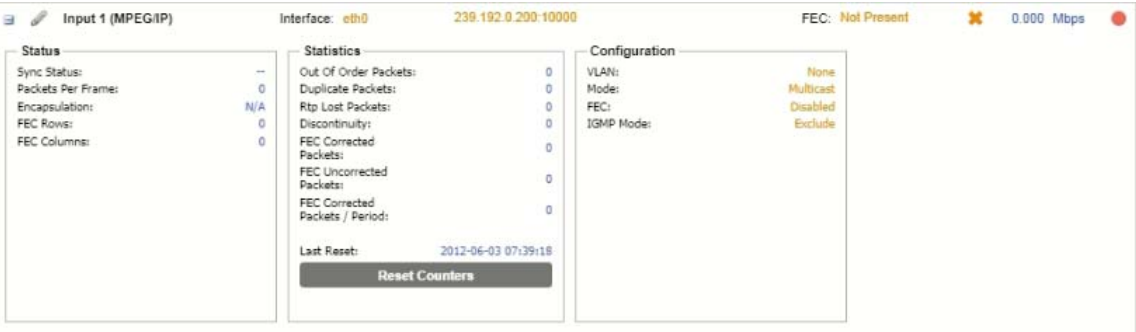 Input 1 (MPEG/IP) Interface: eth0 239.192.0.200:10000 FEC: Not Present 0.000 Mbps
Status
Sync Status: --
Packets Per Frame: 0
Encapsulation: N/A
FEC Rows: 0
FEC Columns: 0
Statistics
Out Of Order Packets: 0
Duplicate Packets: 0
Rtp Lost Packets: 0
Discontinuity: 0
FEC Corrected
Packets: 0
FEC Uncorrected
Packets: 0
FEC Corrected
Packets / Period: 0
Last Reset: 2012-06-03 07:39:18
Reset Counters
Configuration
VLAN: None
Mode: Multicast
FEC: Disabled
IGMP Mode: Exclude